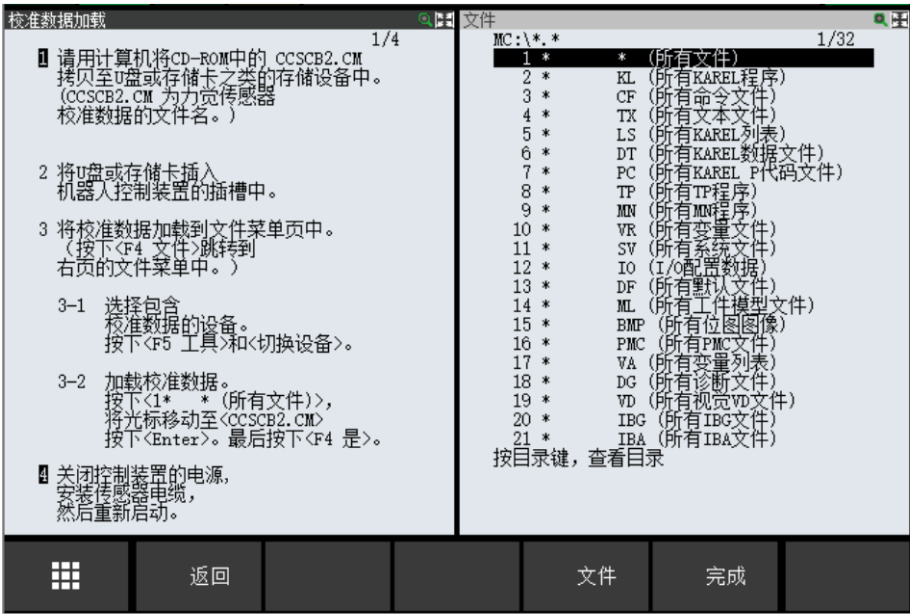 校准数据加载
1/4
1 请用计算机将CD-ROM中的 CCSCB2.CM
拷贝至U盘或存储卡之类的存储设备中。
(CCSCB2.CM 为力觉传感器
校准数据的文件名。)
2 将U盘或存储卡插入
机器人控制装置的插槽中。
3 将校准数据加载到文件菜单页中。
(按下<F4 文件>跳转到
右页的文件菜单中。)
3-1 选择包含
校准数据的设备。
按下<F5 工具>和<切换设备>。
3-2 加载校准数据。
按下<1* * (所有文件)>,
将光标移动至<CCSCB2.CM>
按下<Enter>。最后按下<F4 是>。
4 关闭控制装置的电源,
安装传感器电缆,
然后重新启动。
文件
MC:\*.* 1/32
1 * * (所有文件)
2 * KL (所有KAREL程序)
3 * CF (所有命令文件)
4 * TX (所有文本文件)
5 * LS (所有KAREL列表)
6 * DT (所有KAREL数据文件)
7 * PC (所有KAREL P代码文件)
8 * TP (所有TP程序)
9 * MN (所有MN程序)
10 * VR (所有变量文件)
11 * SV (所有系统文件)
12 * IO (I/O配置数据)
13 * DF (所有默认文件)
14 * ML (所有工件模型文件)
15 * BMP (所有位图图像)
16 * PMC (所有PMC文件)
17 * VA (所有变量列表)
18 * DG (所有诊断文件)
19 * VD (所有视觉VD文件)
20 * IBG (所有IBG文件)
21 * IBA (所有IBA文件)
按目录键，查看目录
返回 文件 完成